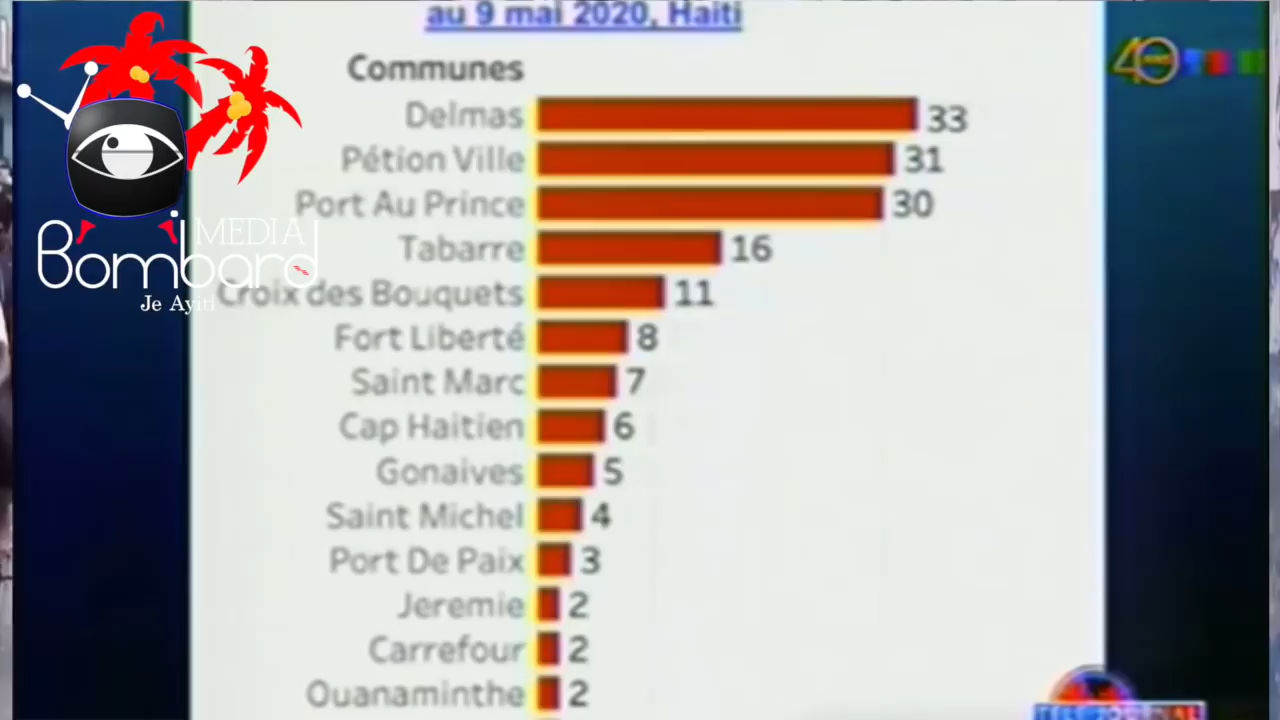 au 9 mai 2020, Haiti
Communes
Delmas 33
Pétion Ville 31
Port Au Prince 30
Tabarre 16
Croix des Bouquets 11
Fort Liberté 8
Saint Marc 7
Cap Haitien 6
Gonaives 5
Saint Michel 4
Port De Paix 3
Jeremie 2
Carrefour 2
Ouanaminthe 2
MEDIA
Bombard
Je Ayiti
40
ANS